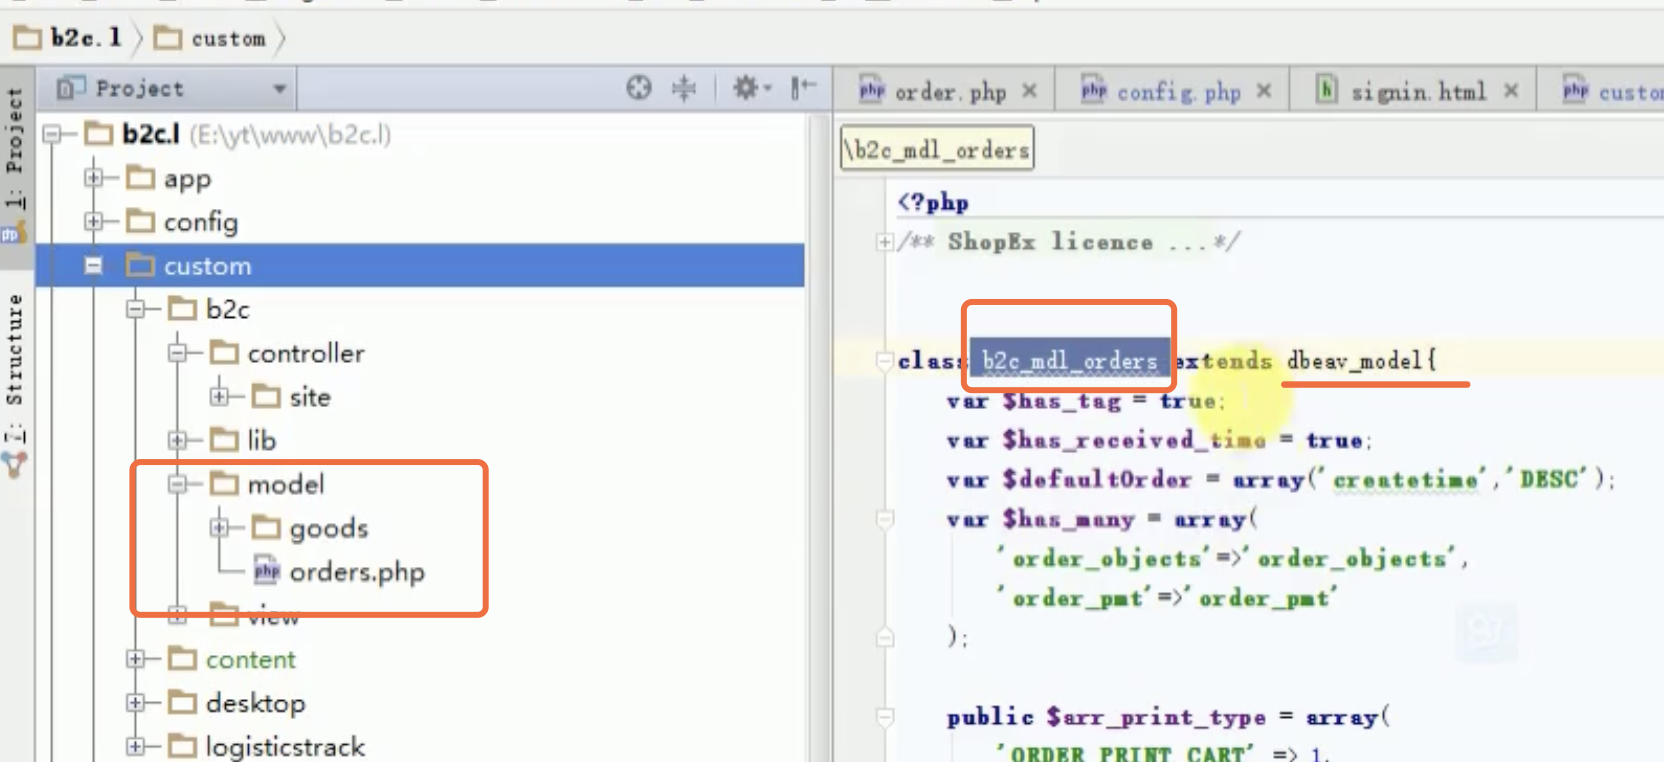 b2c.l custom
1: Project
7: Structure
Project
b2c.l (E:\yt\www\b2c.l)
app
config
custom
b2c
controller
site
lib
model
goods
orders.php
view
content
desktop
logisticstrack
order.php config.php signin.html
\b2c_mdl_orders
<?php
/** ShopEx licence ...*/
class b2c_mdl_orders extends dbeav_model{
var $has_tag = true;
var $has_received_time = true;
var $defaultOrder = array('createtime','DESC');
var $has_many = array(
'order_objects'=>'order_objects',
'order_pmt'=>'order_pmt'
);
public $arr_print_type = array(
'ORDER_PRINT_CART' => 1,